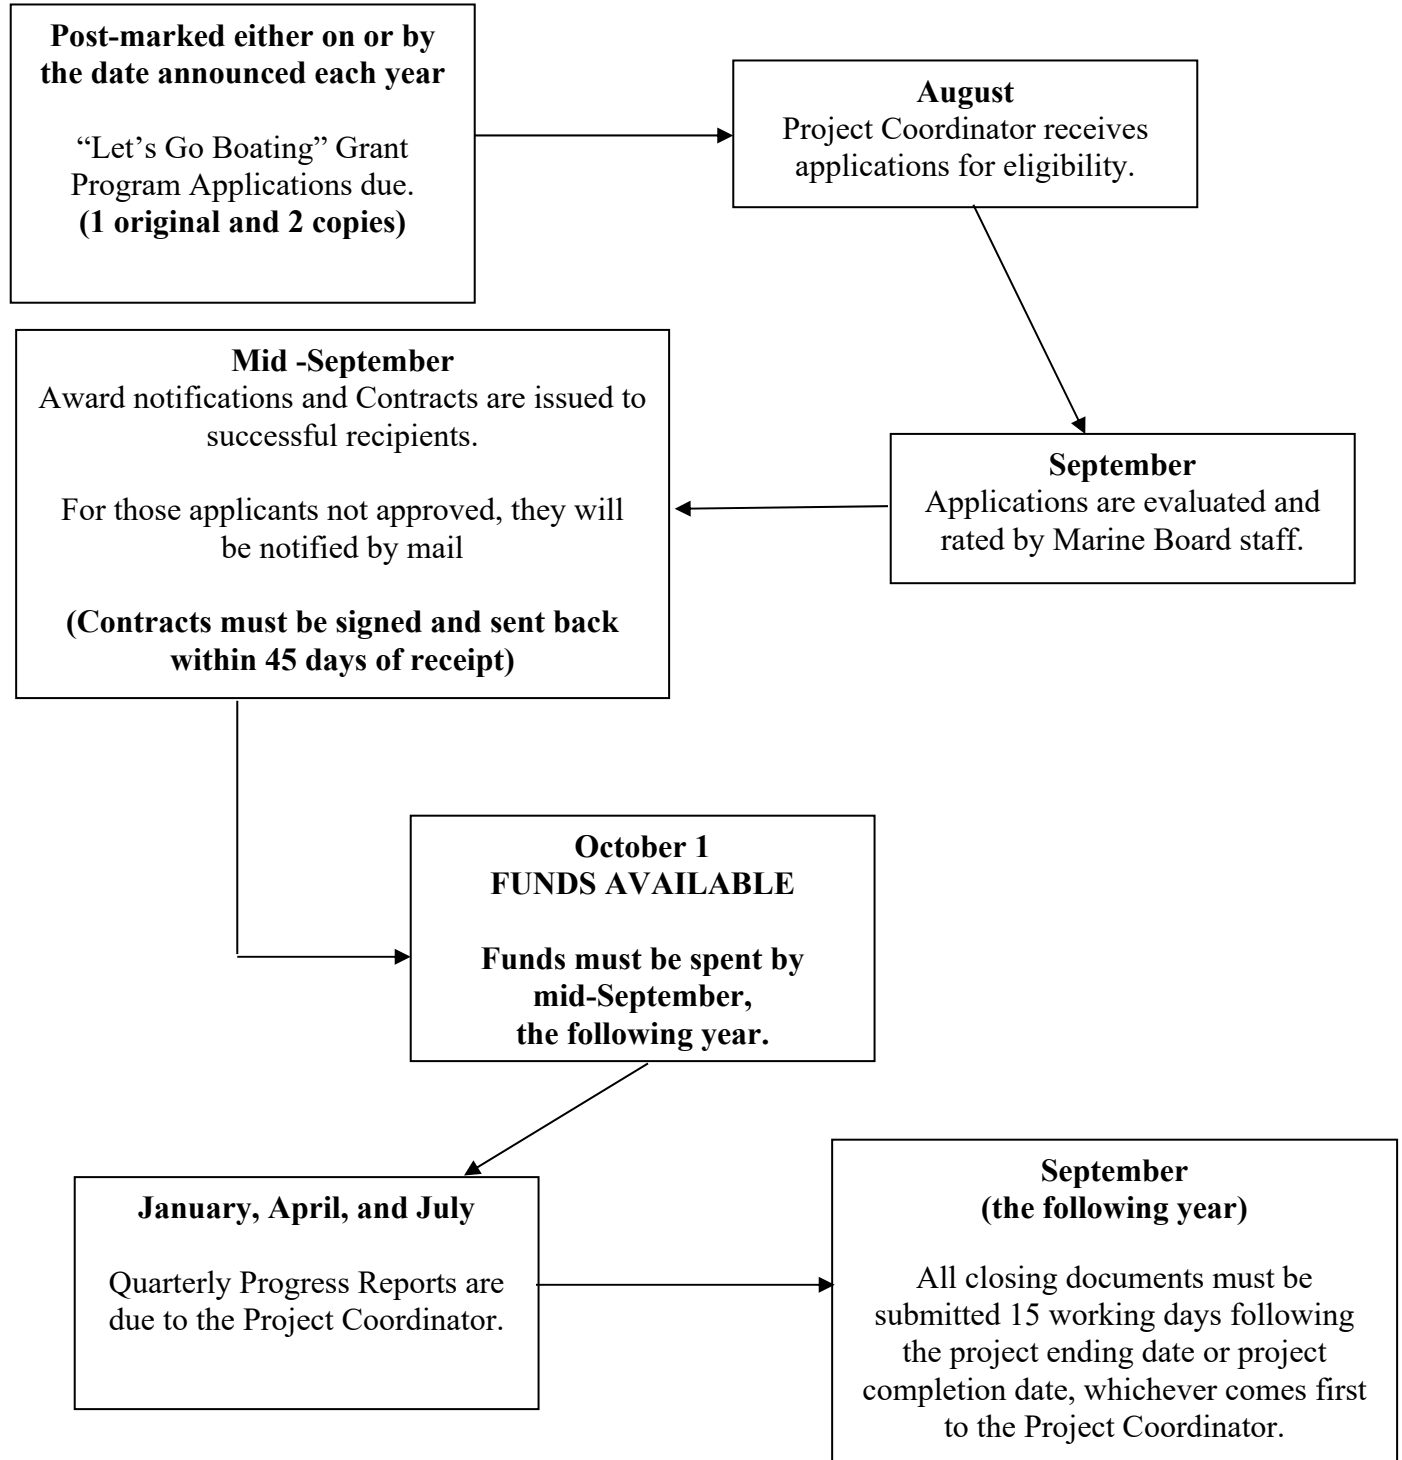 Post-marked either on or by
the date announced each year
“Let’s Go Boating” Grant
Program Applications due.
(1 original and 2 copies)
August
Project Coordinator receives
applications for eligibility.
September
Applications are evaluated and
rated by Marine Board staff.
Mid -September
Award notifications and Contracts are issued to
successful recipients.
For those applicants not approved, they will
be notified by mail
(Contracts must be signed and sent back
within 45 days of receipt)
October 1
FUNDS AVAILABLE
Funds must be spent by
mid-September,
the following year.
January, April, and July
Quarterly Progress Reports are
due to the Project Coordinator.
September
(the following year)
All closing documents must be
submitted 15 working days following
the project ending date or project
completion date, whichever comes first
to the Project Coordinator.